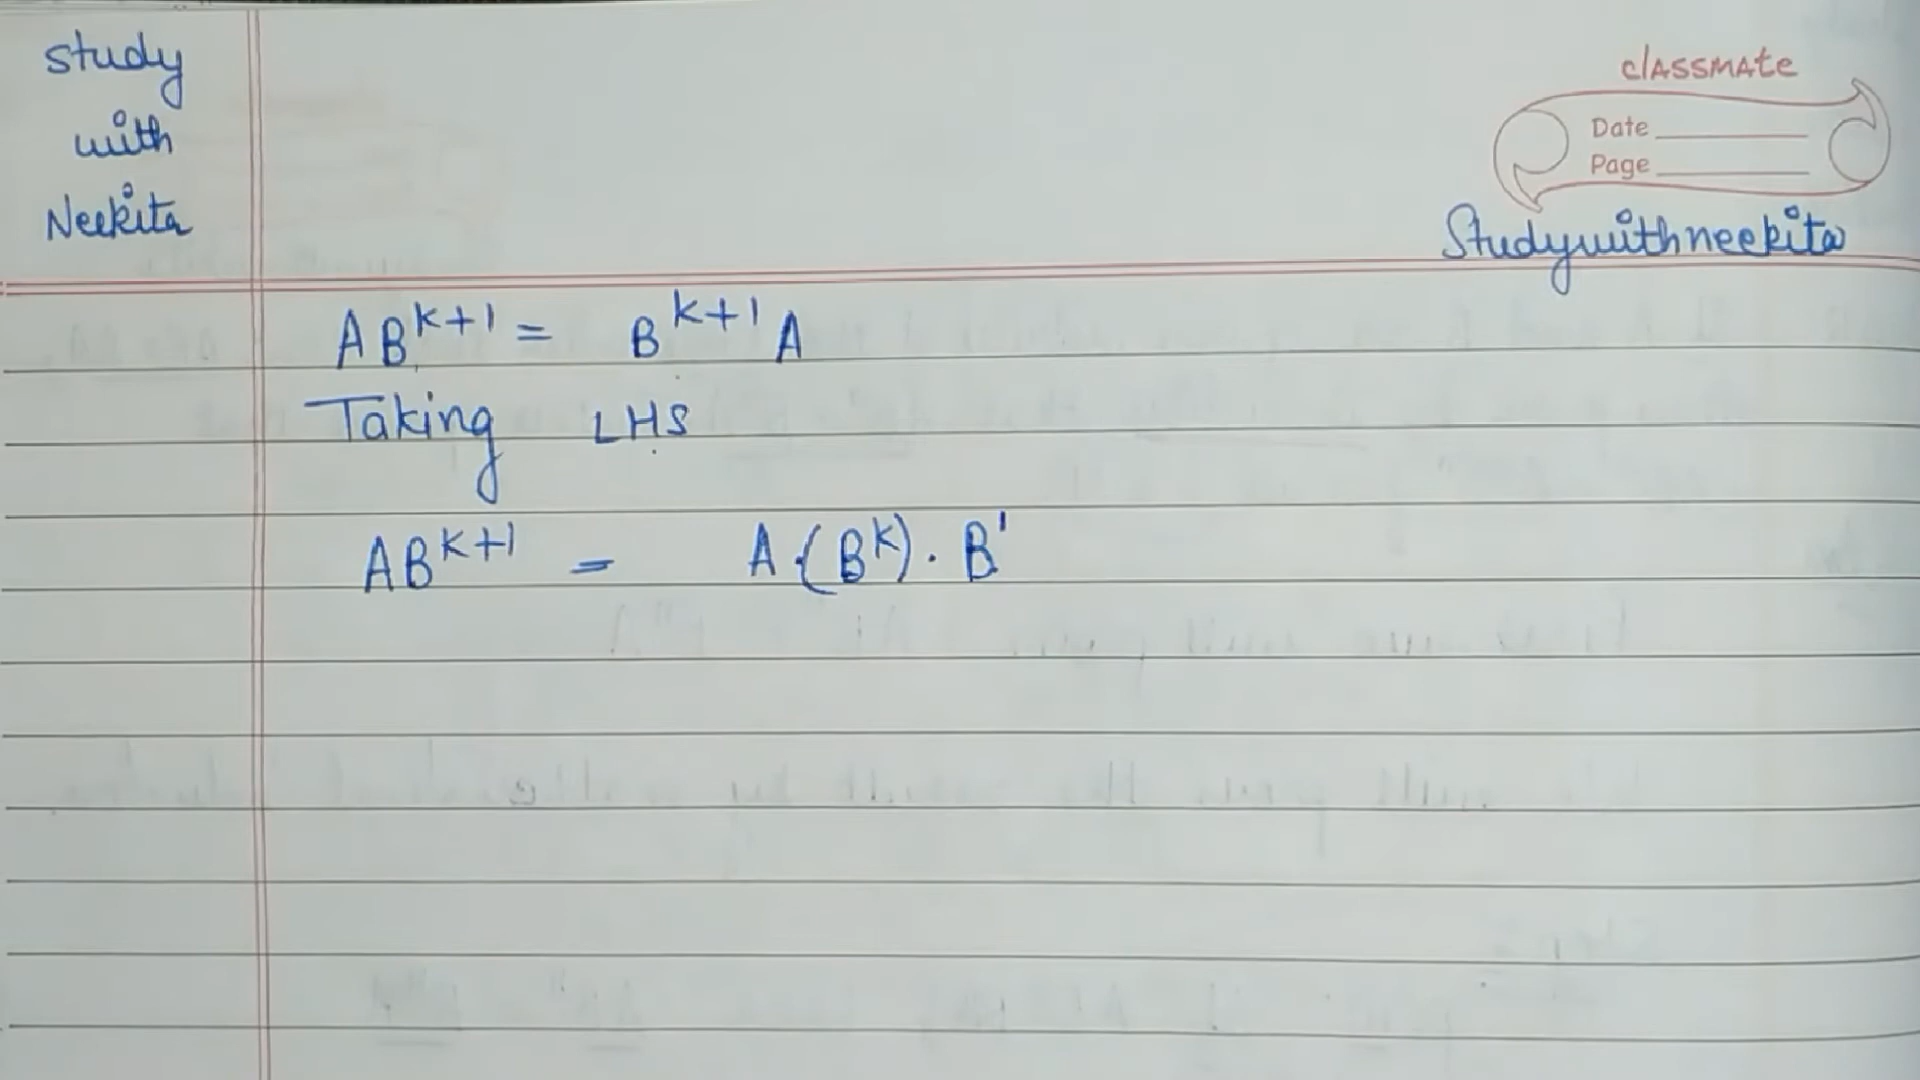 study
with
Neekita
classmate
Date
Page
Studywithneekita
AB^{k+1} = B^{k+1} A
Taking LHS
AB^{k+1} = A(B^k) . B^1